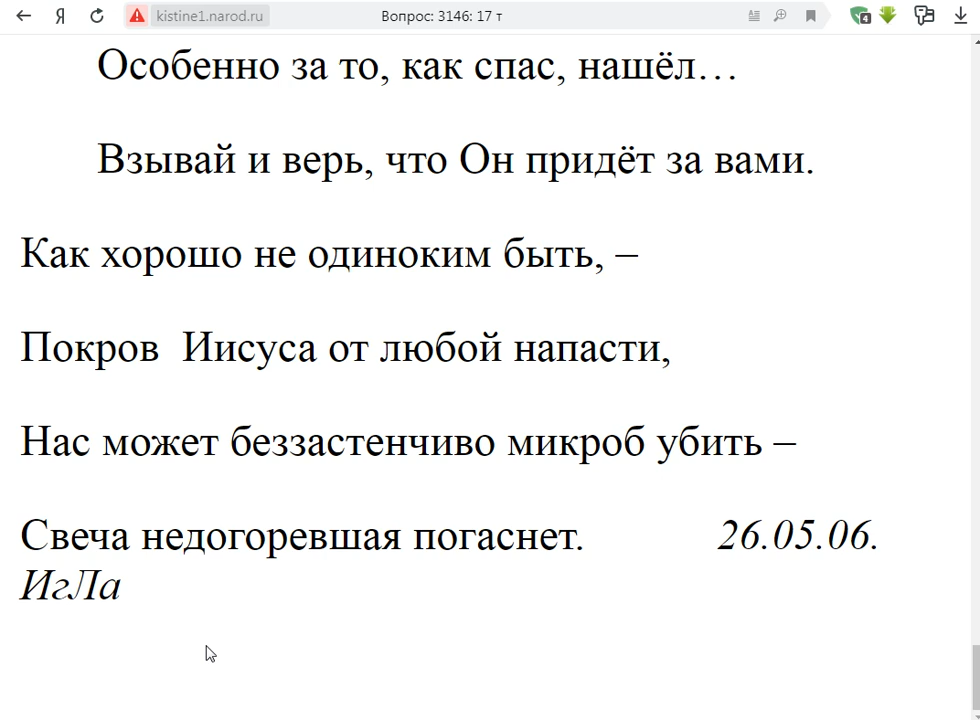 kistine1.narod.ru
Вопрос: 3146: 17 т
4
Особенно за то, как спас, нашёл…
Взывай и верь, что Он придёт за вами.
Как хорошо не одиноким быть, –
Покров  Иисуса от любой напасти,
Нас может беззастенчиво микроб убить –
Свеча недогоревшая погаснет. 26.05.06.
ИгЛа